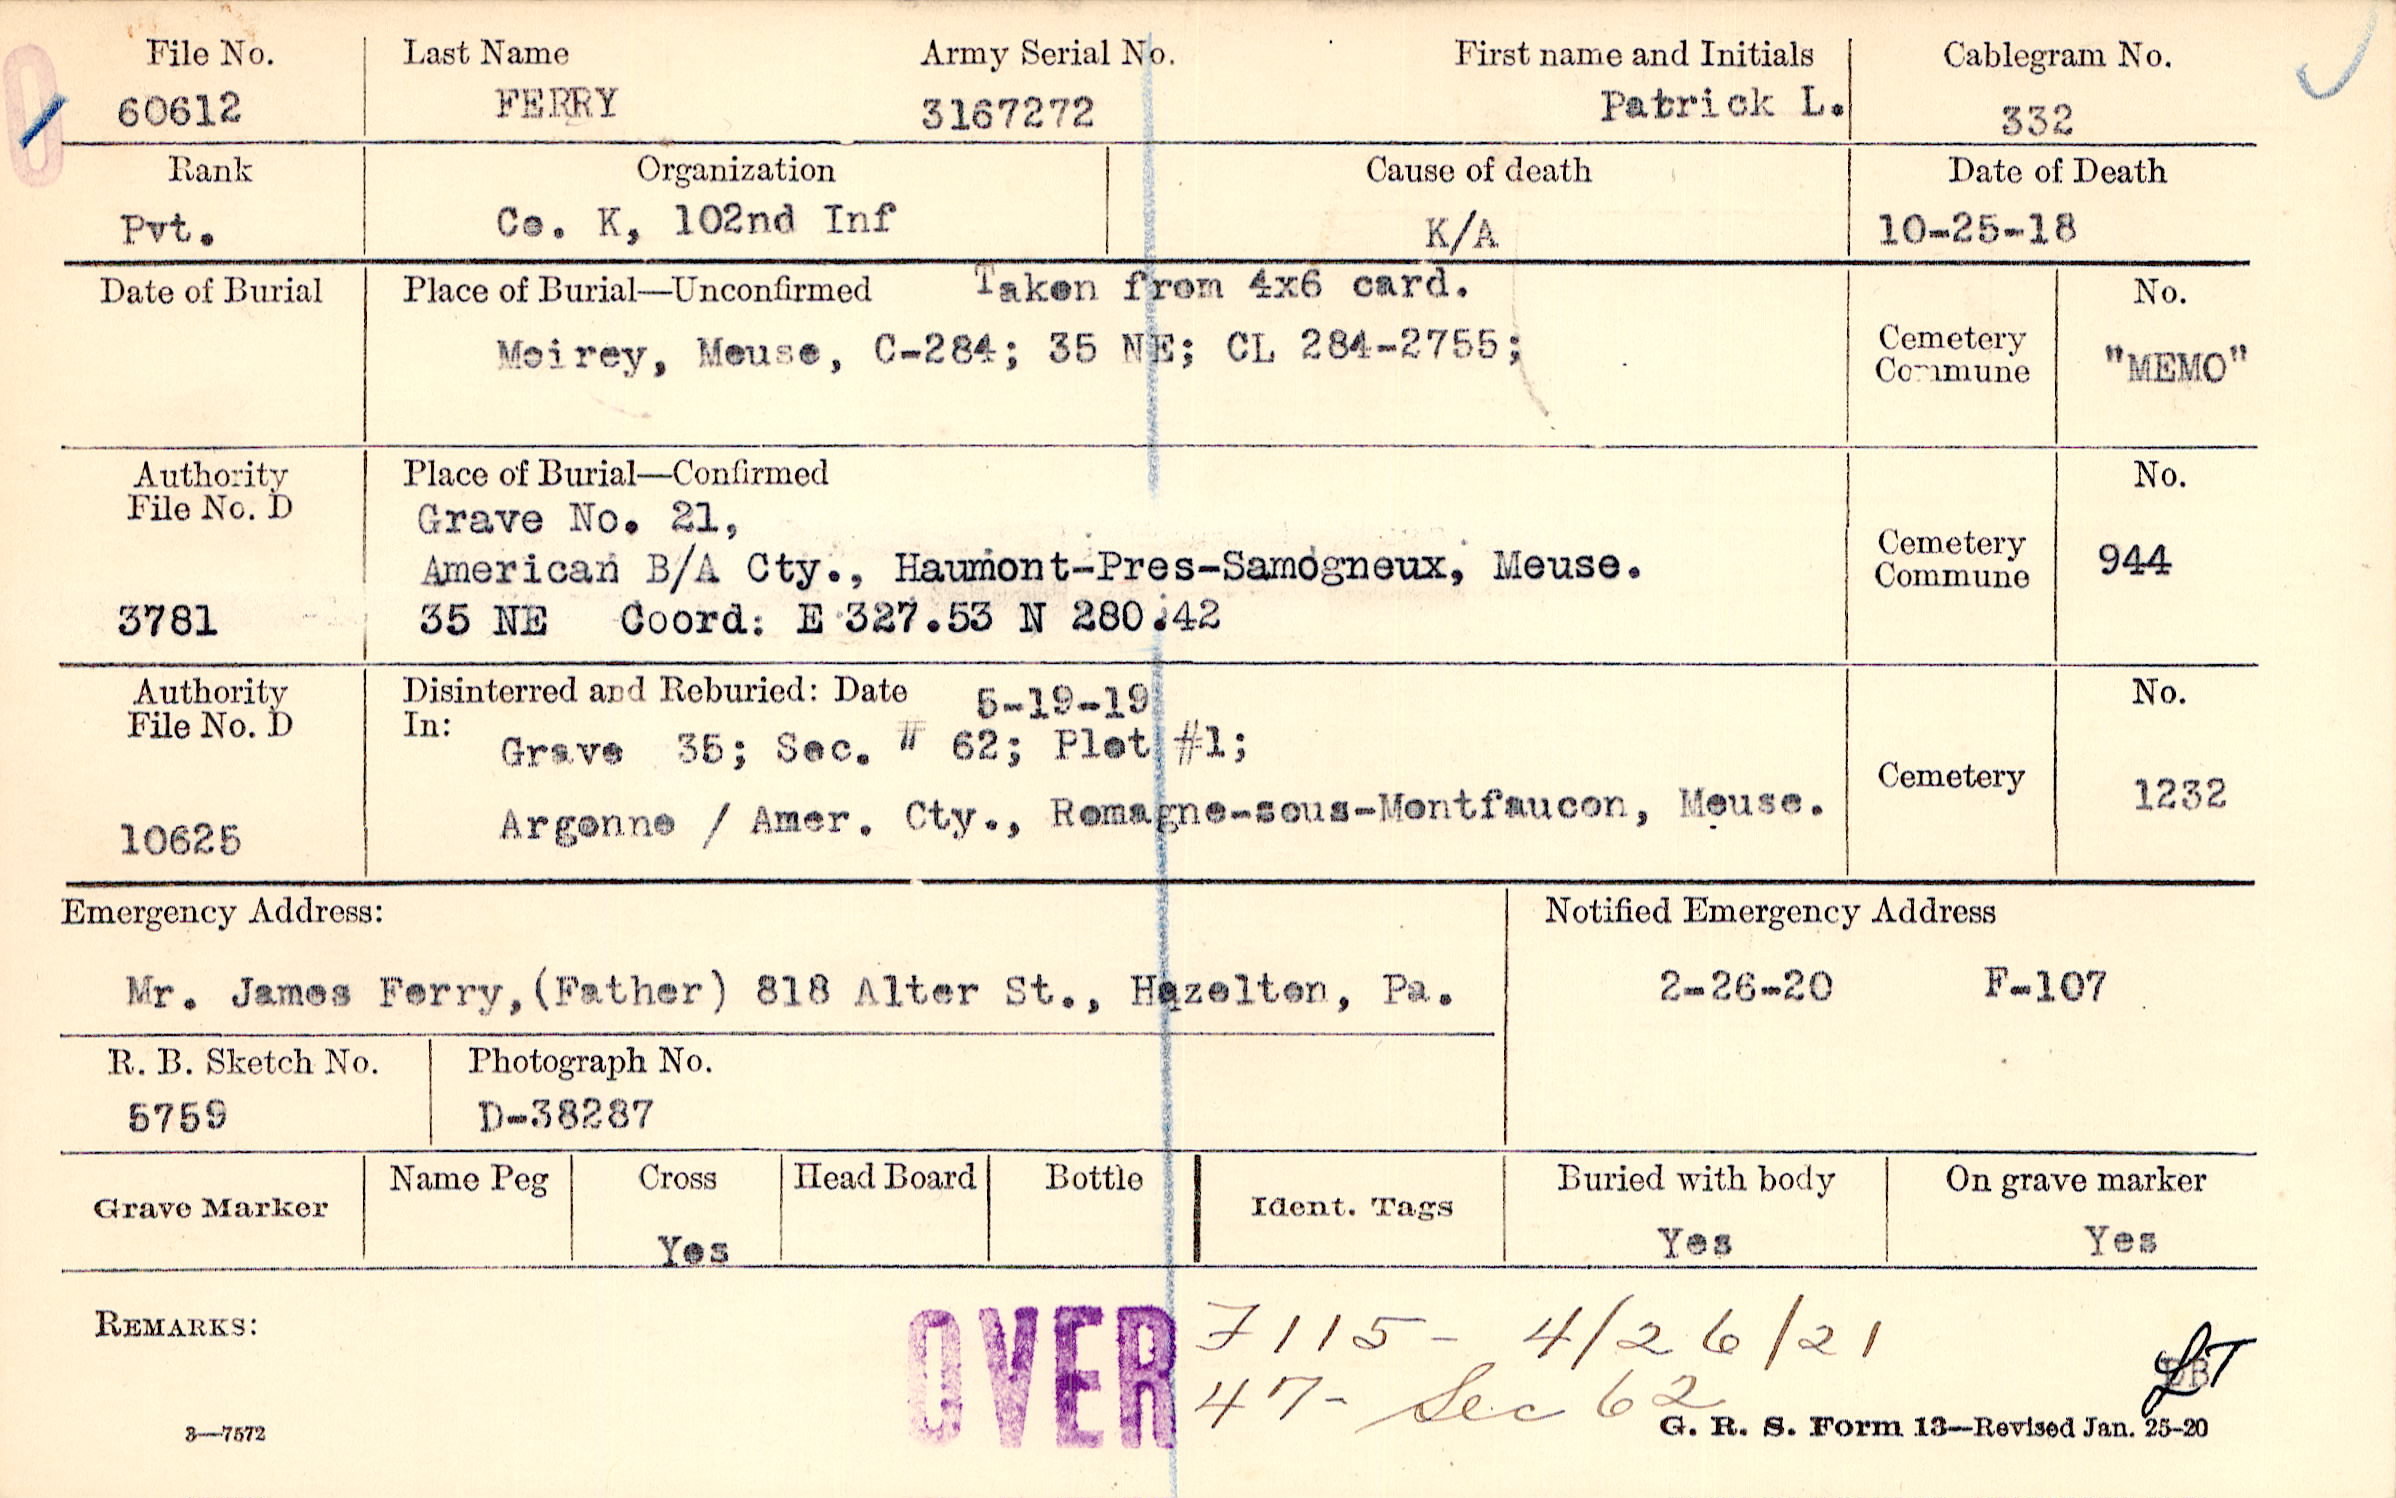 File No. Last Name Army Serial No. First name and Initials Cablegram No.
60612 FERRY 3167272 Patrick L. 332
Rank Organization Cause of death Date of Death
Pvt. Co. K, 102nd Inf K/A 10-25-18
Date of Burial Place of Burial—Unconfirmed Taken from 4x6 card. No.
Moirey, Meuse, C-284; 35 NE; CL 284-2755; Cemetery
Commune "MEMO"
Authority Place of Burial—Confirmed No.
File No. D Grave No. 21,
American B/A Cty., Haumont-Pres-Samogneux, Meuse. Cemetery
Commune 944
3781 35 NE Coord: E 327.53 N 280.42
Authority Disinterred and Reburied: Date 5-19-19 No.
File No. D In: Grave 35; Sec. # 62; Plot #1;
Cemetery 1232
10625 Argonne / Amer. Cty., Romagne-sous-Montfaucon, Meuse.
Emergency Address: Notified Emergency Address
Mr. James Ferry,(Father) 818 Alter St., Hazelton, Pa. 2-26-20 F-107
R. B. Sketch No. Photograph No.
5759 D-38287
Grave Marker Name Peg Cross Head Board Bottle Ident. Tags Buried with body On grave marker
Yes Yes Yes
REMARKS: OVER 7115- 4/26/21
47- Sec 62
3—7572 G. R. S. Form 13—Revised Jan. 25-20